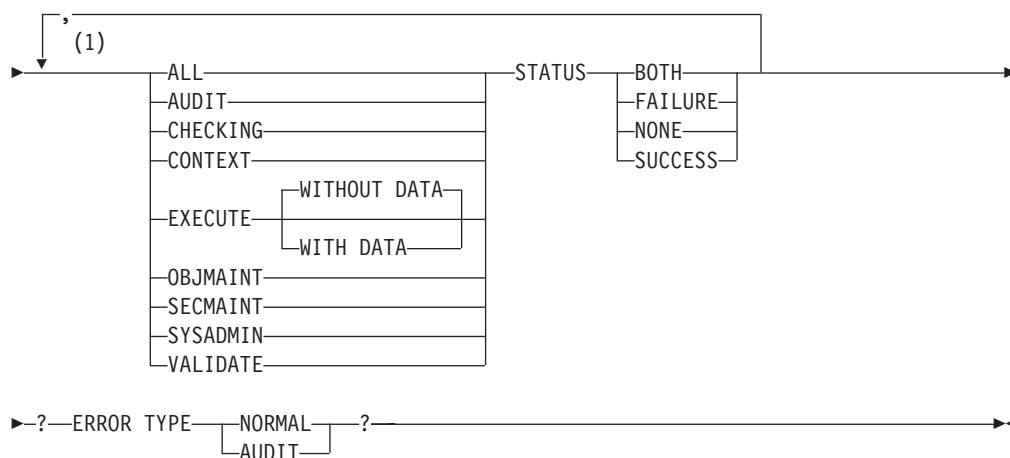 ,
(1)
ALL STATUS BOTH
AUDIT FAILURE
CHECKING NONE
CONTEXT SUCCESS
WITHOUT DATA
EXECUTE
WITH DATA
OBJMAINT
SECMAINT
SYSADMIN
VALIDATE
? ERROR TYPE NORMAL ?
AUDIT